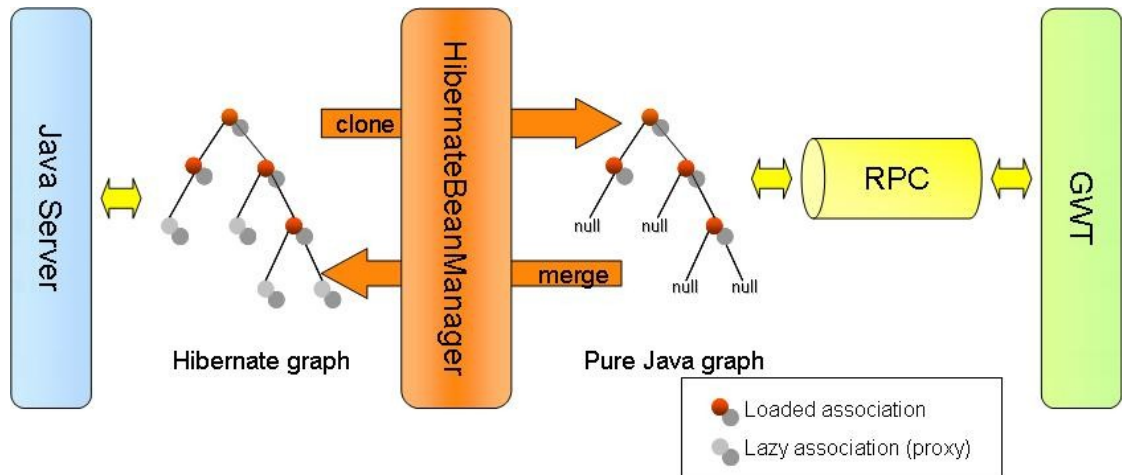 Java Server
clone
HibernateBeanManager
RPC
GWT
null
null
merge
null
null
Hibernate graph
Pure Java graph
Loaded association
Lazy association (proxy)